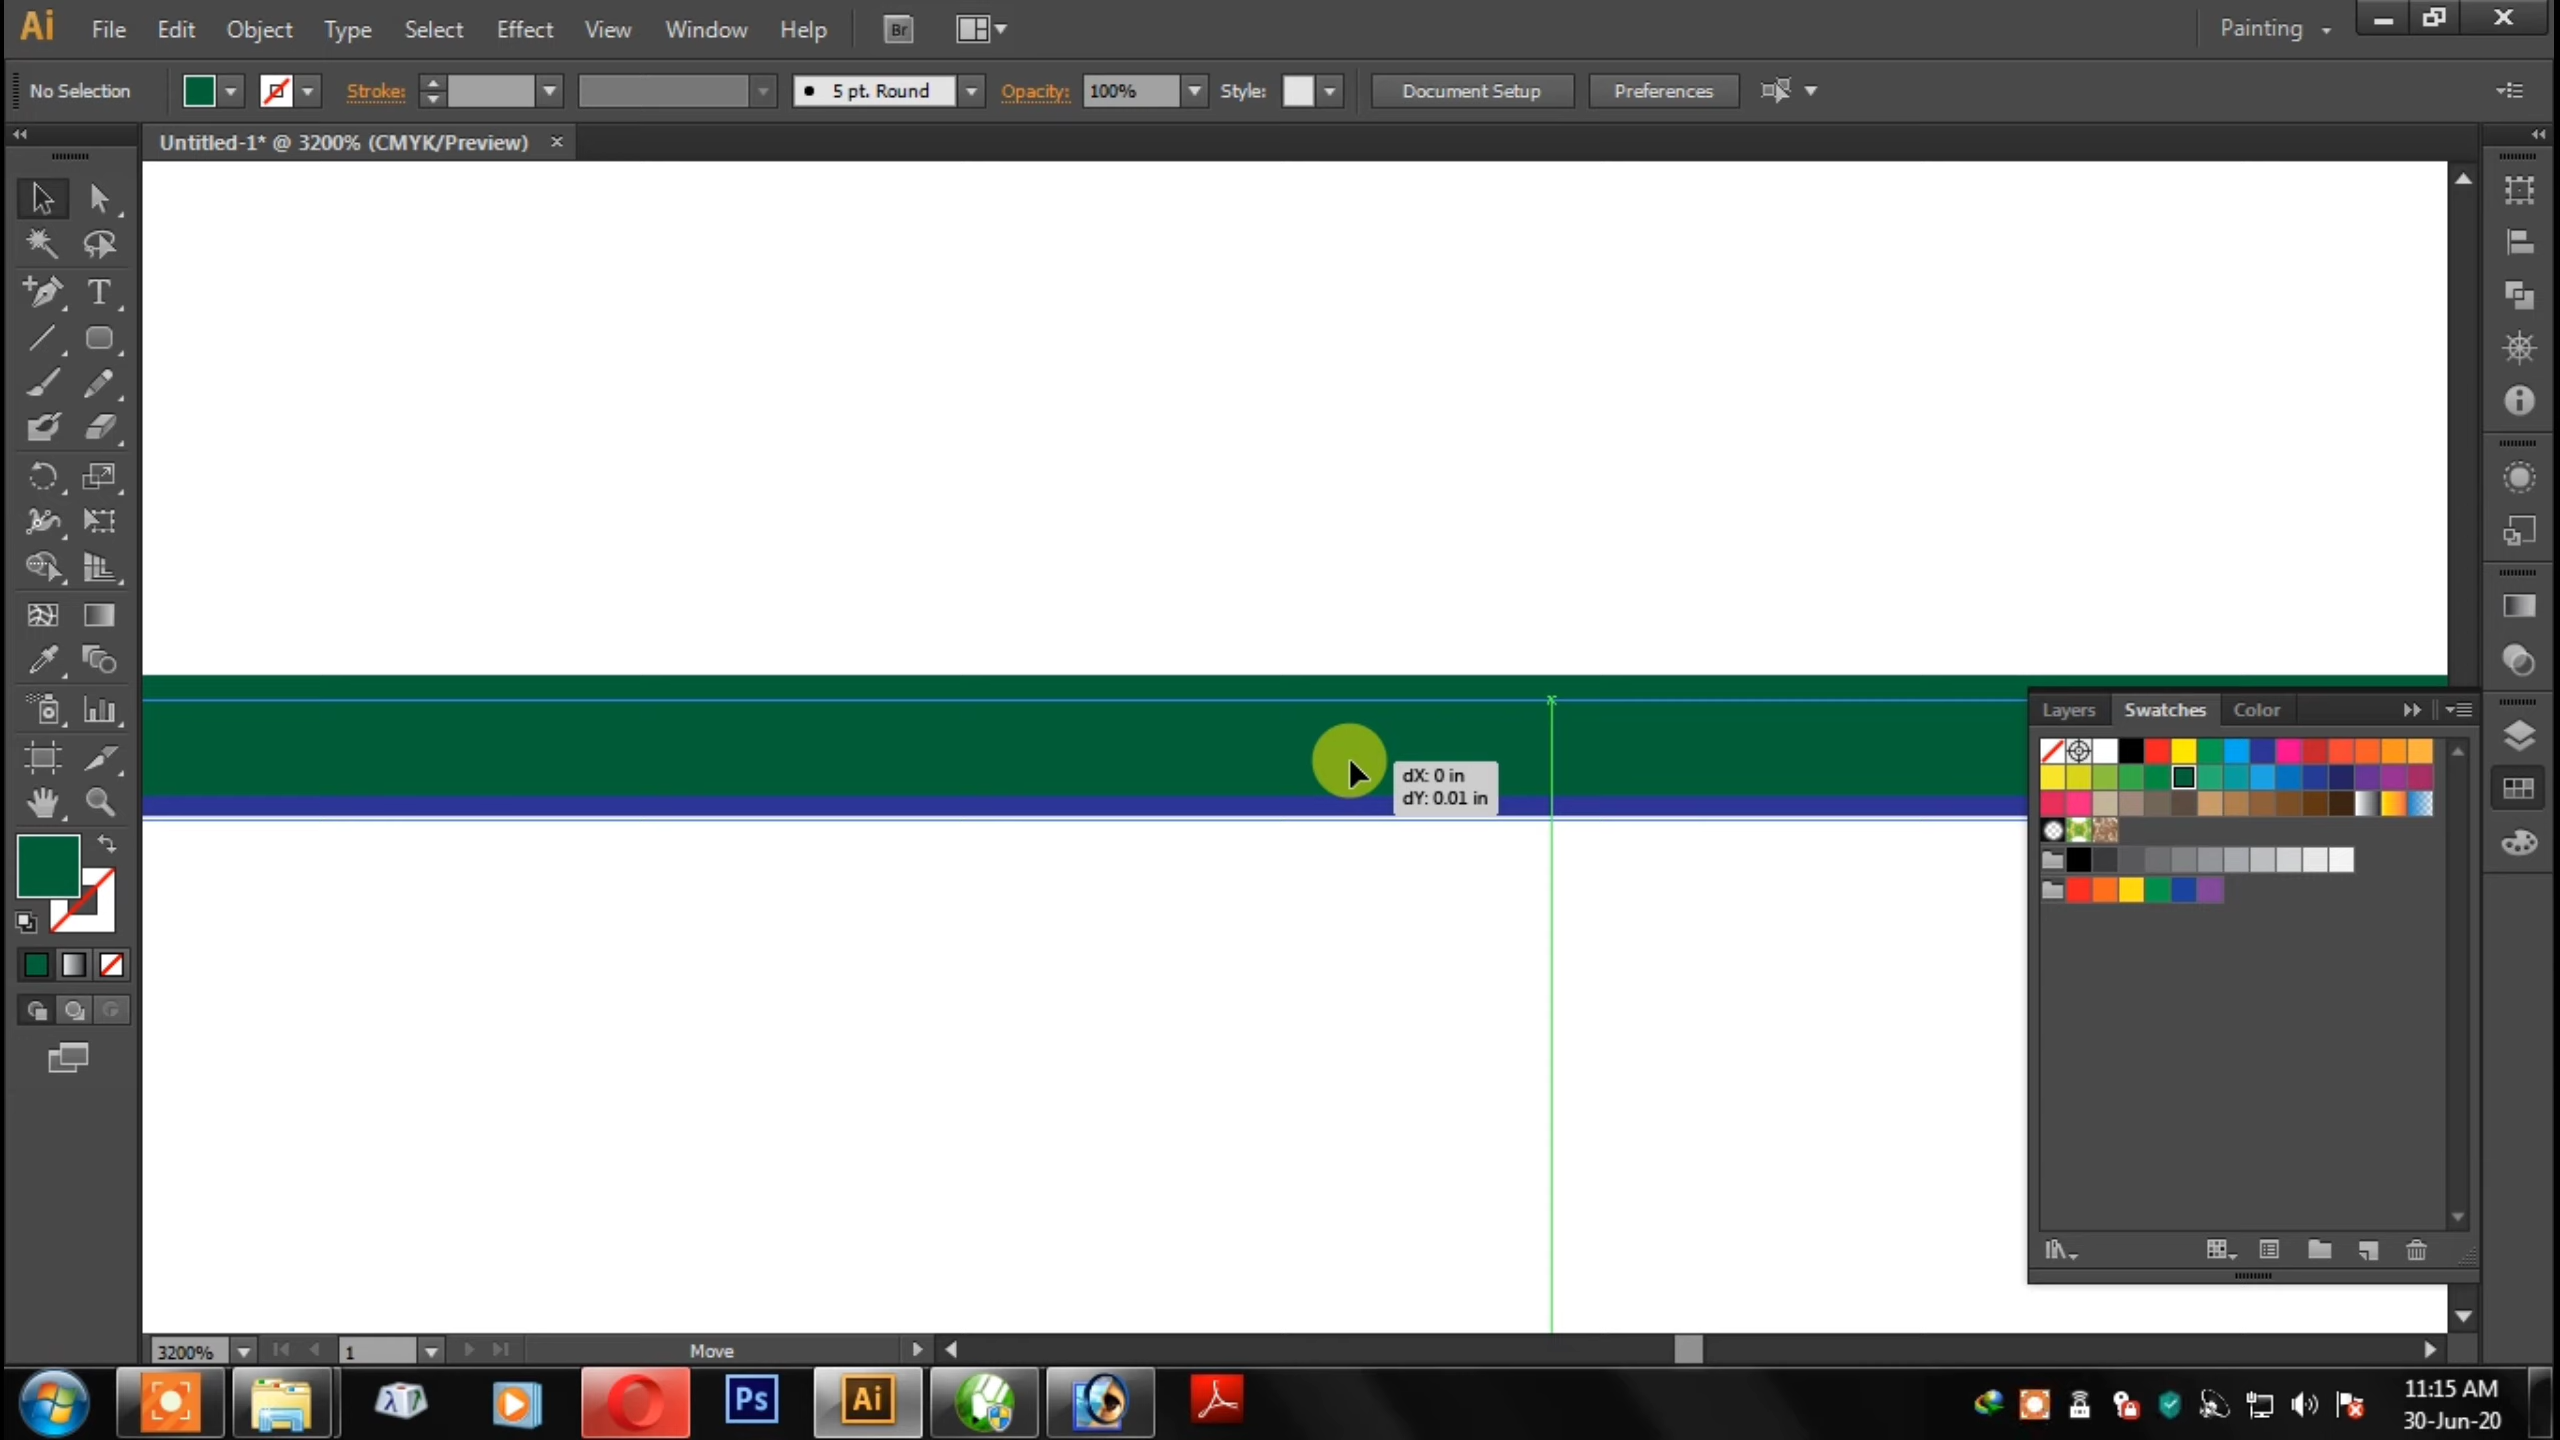 Ai File Edit Object Type Select Effect View Window Help Br Painting
No Selection Stroke: 5 pt. Round Opacity: 100% Style: Document Setup Preferences
Untitled-1* @ 3200% (CMYK/Preview)
T
Layers Swatches Color
dX: 0 in
dY: 0.01 in
3200% 1 Move
Ps Ai
11:15 AM
30-Jun-20